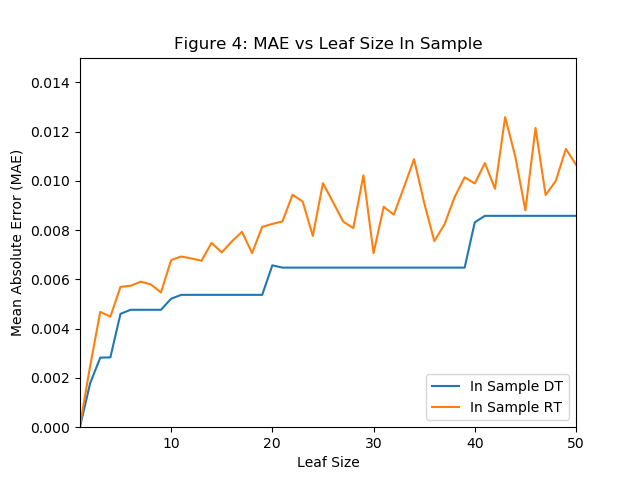 Figure 4: MAE vs Leaf Size In Sample
Mean Absolute Error (MAE)
0.014
0.012
0.010
0.008
0.006
0.004
0.002
0.000
10
20
30
40
50
Leaf Size
In Sample DT
In Sample RT